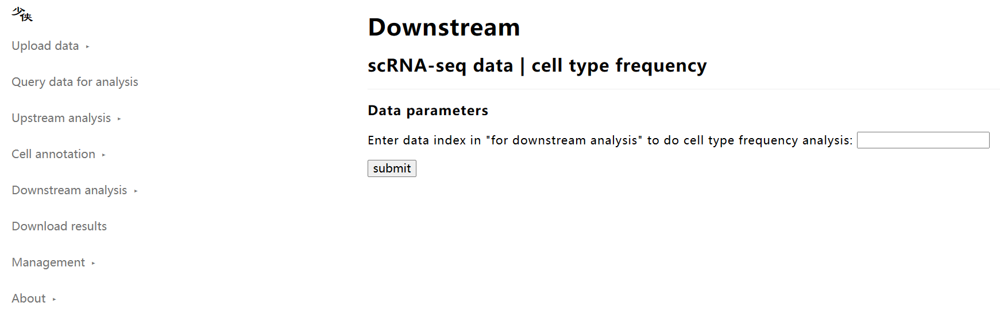 少侠
Upload data ▸
Query data for analysis
Upstream analysis ▸
Cell annotation ▸
Downstream analysis ▸
Download results
Management ▸
About ▸
Downstream
scRNA-seq data | cell type frequency
Data parameters
Enter data index in "for downstream analysis" to do cell type frequency analysis:
submit